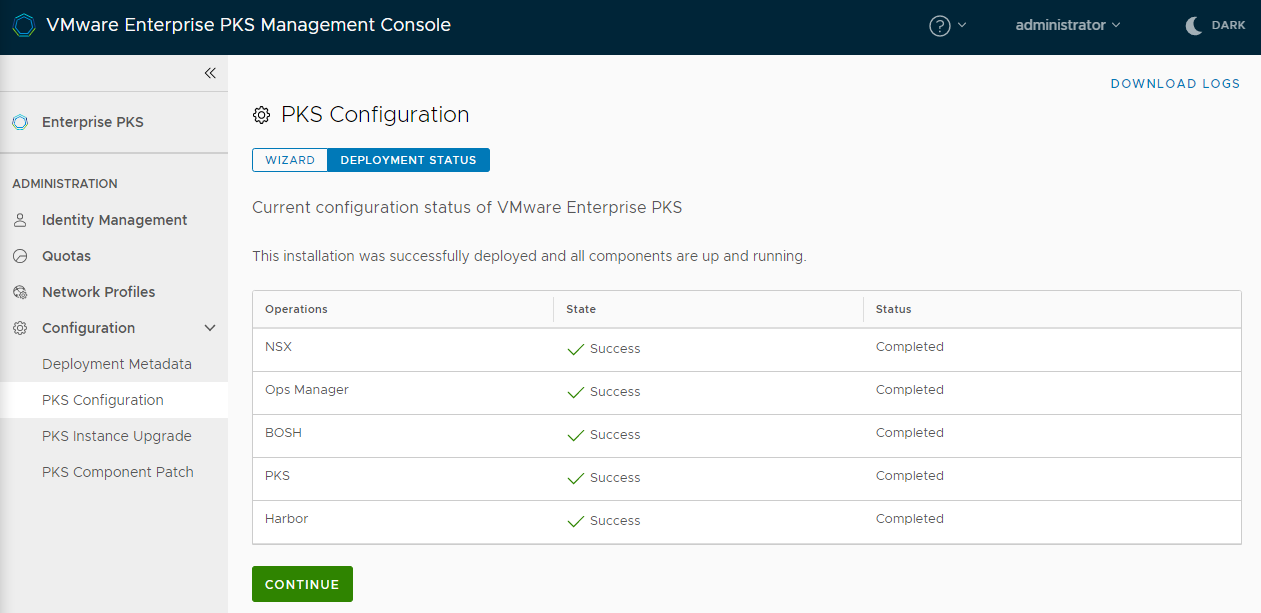 VMware Enterprise PKS Management Console
administrator
DARK
DOWNLOAD LOGS
Enterprise PKS
ADMINISTRATION
Identity Management
Quotas
Network Profiles
Configuration
Deployment Metadata
PKS Configuration
PKS Instance Upgrade
PKS Component Patch
PKS Configuration
WIZARD DEPLOYMENT STATUS
Current configuration status of VMware Enterprise PKS
This installation was successfully deployed and all components are up and running.
Operations State Status
NSX Success Completed
Ops Manager Success Completed
BOSH Success Completed
PKS Success Completed
Harbor Success Completed
CONTINUE